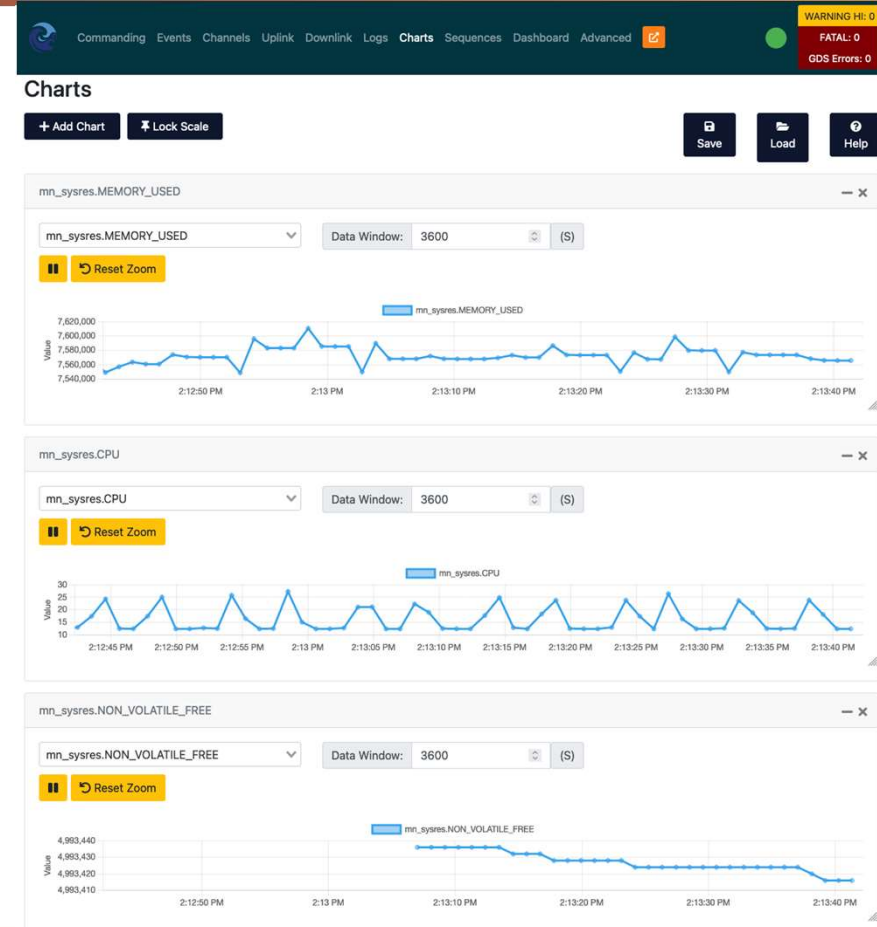 Commanding Events Channels Uplink Downlink Logs Charts Sequences Dashboard Advanced
WARNING HI: 0
FATAL: 0
GDS Errors: 0
Charts
+ Add Chart Lock Scale Save Load Help
mn_sysres.MEMORY_USED
mn_sysres.MEMORY_USED Data Window: 3600 (S)
Reset Zoom
mn_sysres.MEMORY_USED
Value
7,620,000
7,600,000
7,580,000
7,560,000
7,540,000
2:12:50 PM 2:13 PM 2:13:10 PM 2:13:20 PM 2:13:30 PM 2:13:40 PM
mn_sysres.CPU
mn_sysres.CPU Data Window: 3600 (S)
Reset Zoom
mn_sysres.CPU
Value
30
25
20
15
10
2:12:45 PM 2:12:50 PM 2:12:55 PM 2:13 PM 2:13:05 PM 2:13:10 PM 2:13:15 PM 2:13:20 PM 2:13:25 PM 2:13:30 PM 2:13:35 PM 2:13:40 PM
mn_sysres.NON_VOLATILE_FREE
mn_sysres.NON_VOLATILE_FREE Data Window: 3600 (S)
Reset Zoom
mn_sysres.NON_VOLATILE_FREE
Value
4,993,440
4,993,430
4,993,420
4,993,410
2:12:50 PM 2:13 PM 2:13:10 PM 2:13:20 PM 2:13:30 PM 2:13:40 PM